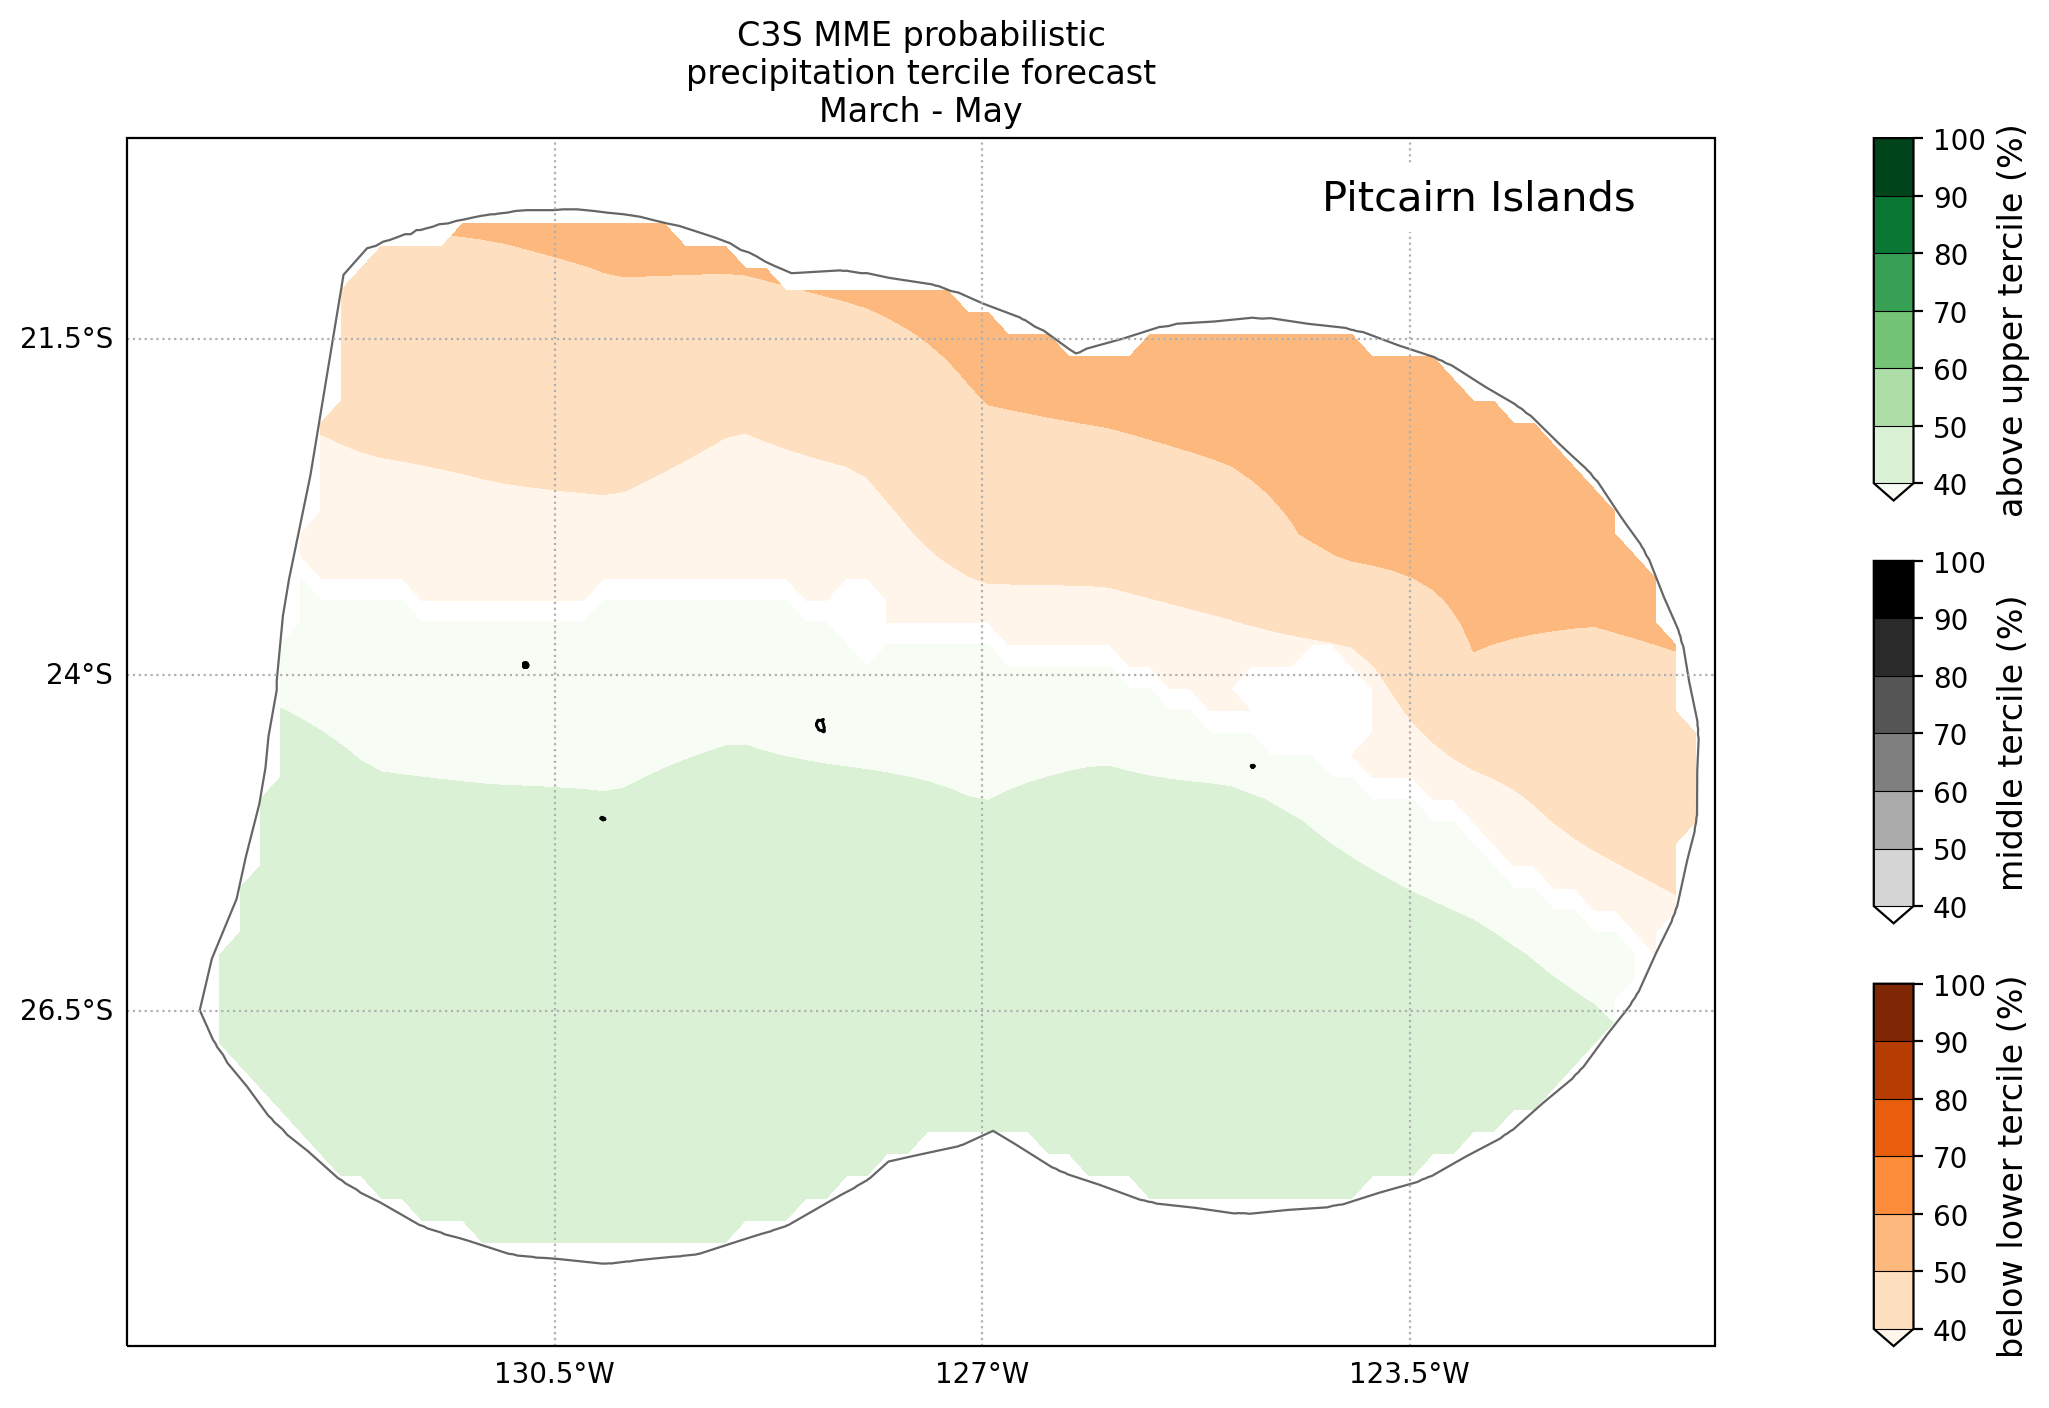 C3S MME probabilistic
precipitation tercile forecast
March - May
Pitcairn Islands
21.5°S
24°S
26.5°S
130.5°W
127°W
123.5°W
100
90
80
70
60
50
40
above upper tercile (%)
100
90
80
70
60
50
40
middle tercile (%)
100
90
80
70
60
50
40
below lower tercile (%)